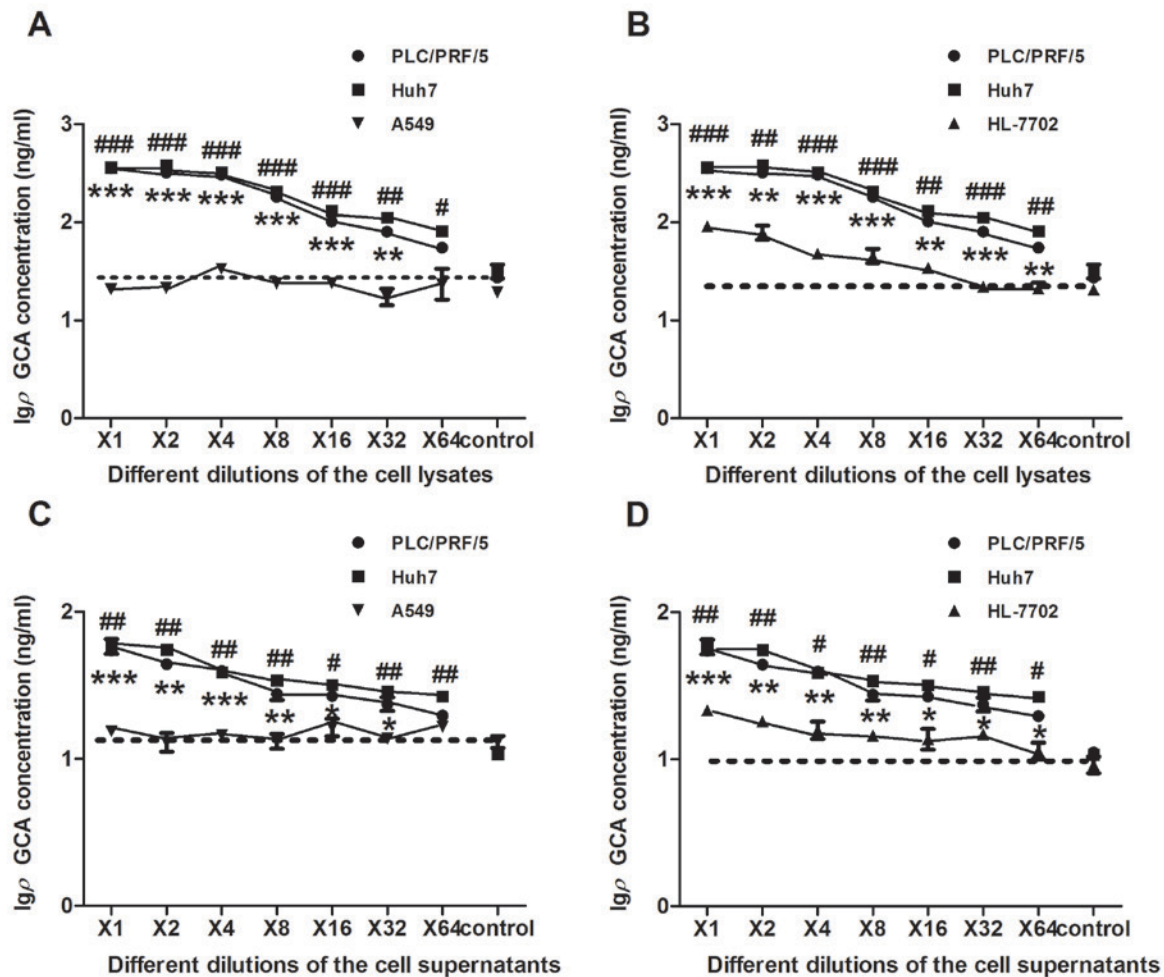 A
PLC/PRF/5
Huh7
A549
lgρ GCA concentration (ng/ml)
3
2
1
0
### ### ### ### ### ## #
*** *** *** *** *** **
X1 X2 X4 X8 X16 X32 X64 control
Different dilutions of the cell lysates
B
PLC/PRF/5
Huh7
HL-7702
lgρ GCA concentration (ng/ml)
3
2
1
0
### ## ### ### ## ### ##
*** ** *** *** ** *** **
X1 X2 X4 X8 X16 X32 X64 control
Different dilutions of the cell lysates
C
PLC/PRF/5
Huh7
A549
lgρ GCA concentration (ng/ml)
2
1
0
## ## ## ## # ## ##
*** ** *** ** * *
X1 X2 X4 X8 X16 X32 X64 control
Different dilutions of the cell supernatants
D
PLC/PRF/5
Huh7
HL-7702
lgρ GCA concentration (ng/ml)
2
1
0
## ## # ## # ## #
*** ** ** ** * * *
X1 X2 X4 X8 X16 X32 X64 control
Different dilutions of the cell supernatants